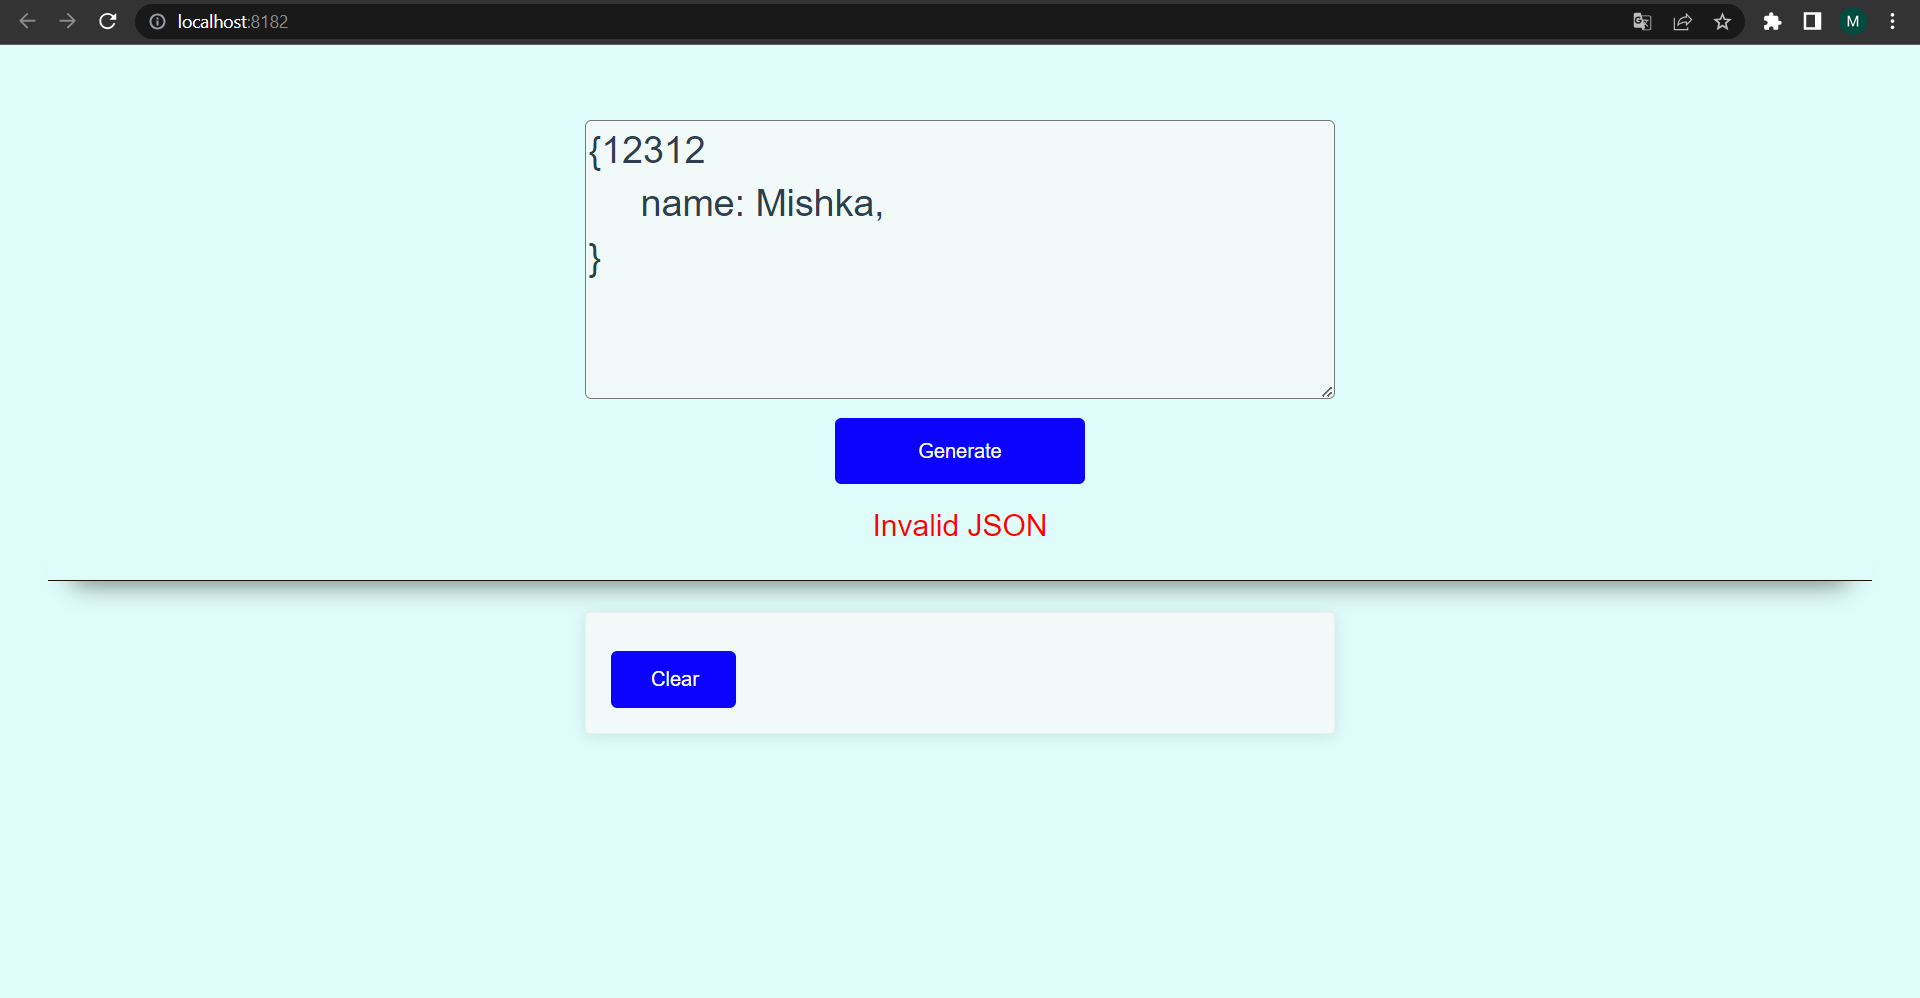 localhost:8182
M
{12312
name: Mishka,
}
Generate
Invalid JSON
Clear